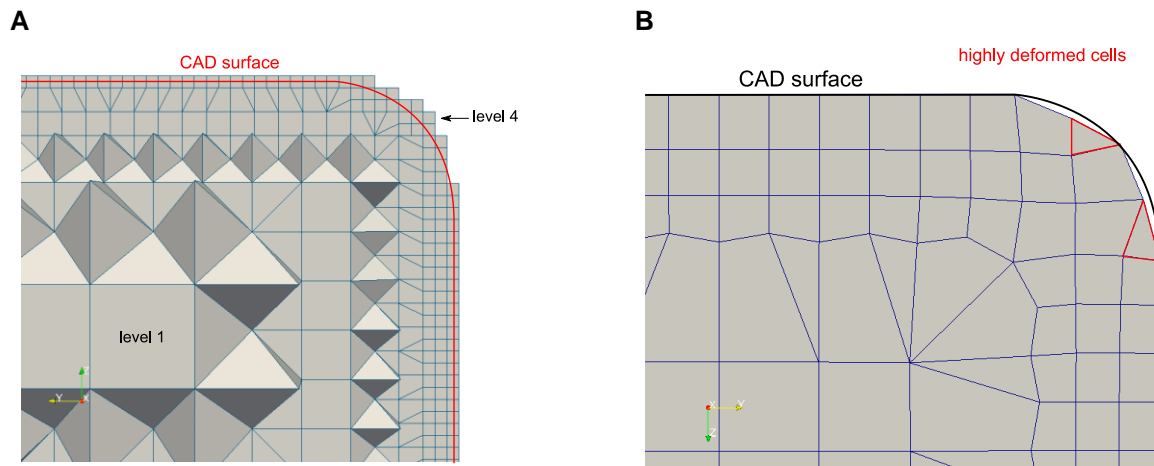 A
B
CAD surface
highly deformed cells
CAD surface
level 4
level 1
Z
Y
X
X
Y
Z